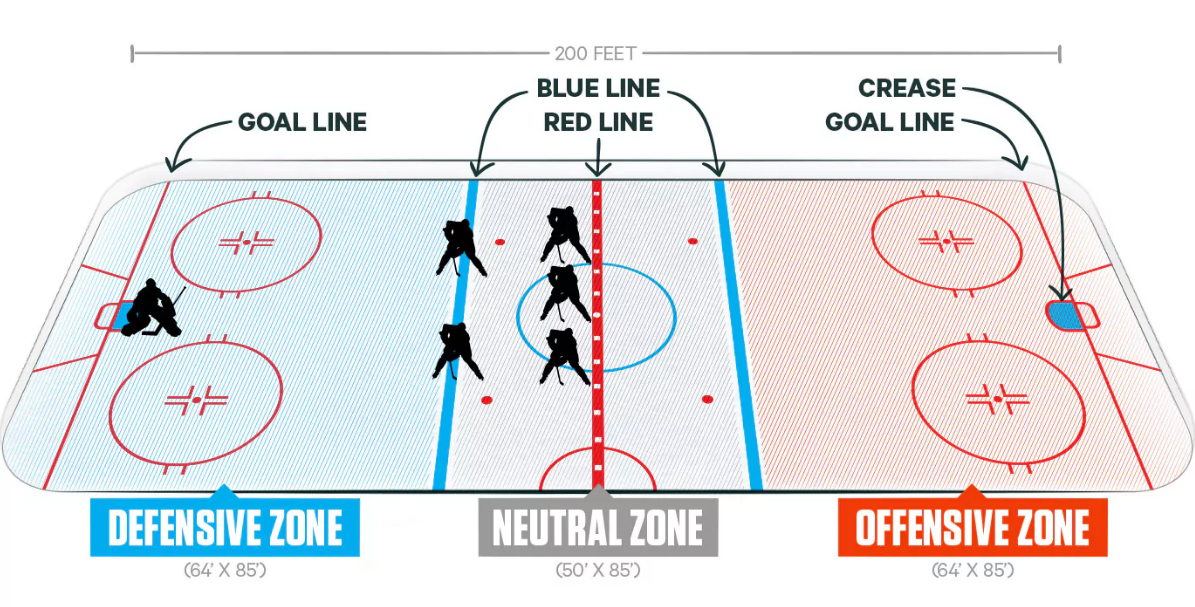 200 FEET
BLUE LINE
CREASE
GOAL LINE
RED LINE
GOAL LINE
DEFENSIVE ZONE
NEUTRAL ZONE
OFFENSIVE ZONE
(64' X 85')
(50' X 85')
(64' X 85')